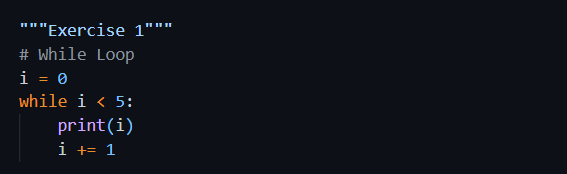 """Exercise 1"""
# While Loop
i = 0
while i < 5:
    print(i)
    i += 1